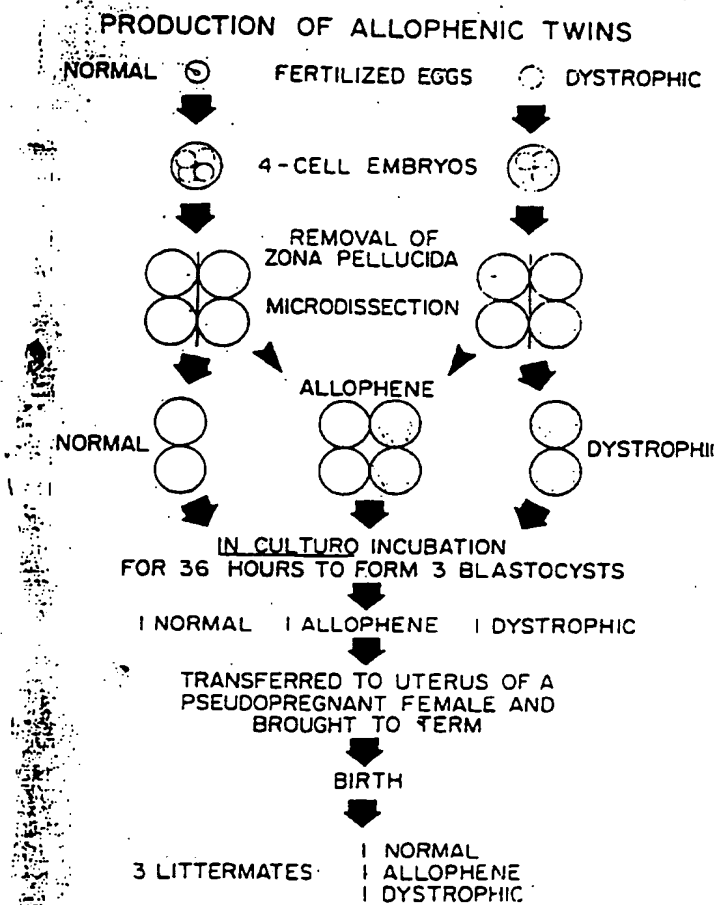 PRODUCTION OF ALLOPHENIC TWINS
NORMAL FERTILIZED EGGS DYSTROPHIC
4-CELL EMBRYOS
REMOVAL OF
ZONA PELLUCIDA
MICRODISSECTION
ALLOPHENE
NORMAL DYSTROPHI
IN CULTURO INCUBATION
FOR 36 HOURS TO FORM 3 BLASTOCYSTS
1 NORMAL 1 ALLOPHENE 1 DYSTROPHIC
TRANSFERRED TO UTERUS OF A
PSEUDOPREGNANT FEMALE AND
BROUGHT TO TERM
BIRTH
1 NORMAL
3 LITTERMATES 1 ALLOPHENE
1 DYSTROPHIC